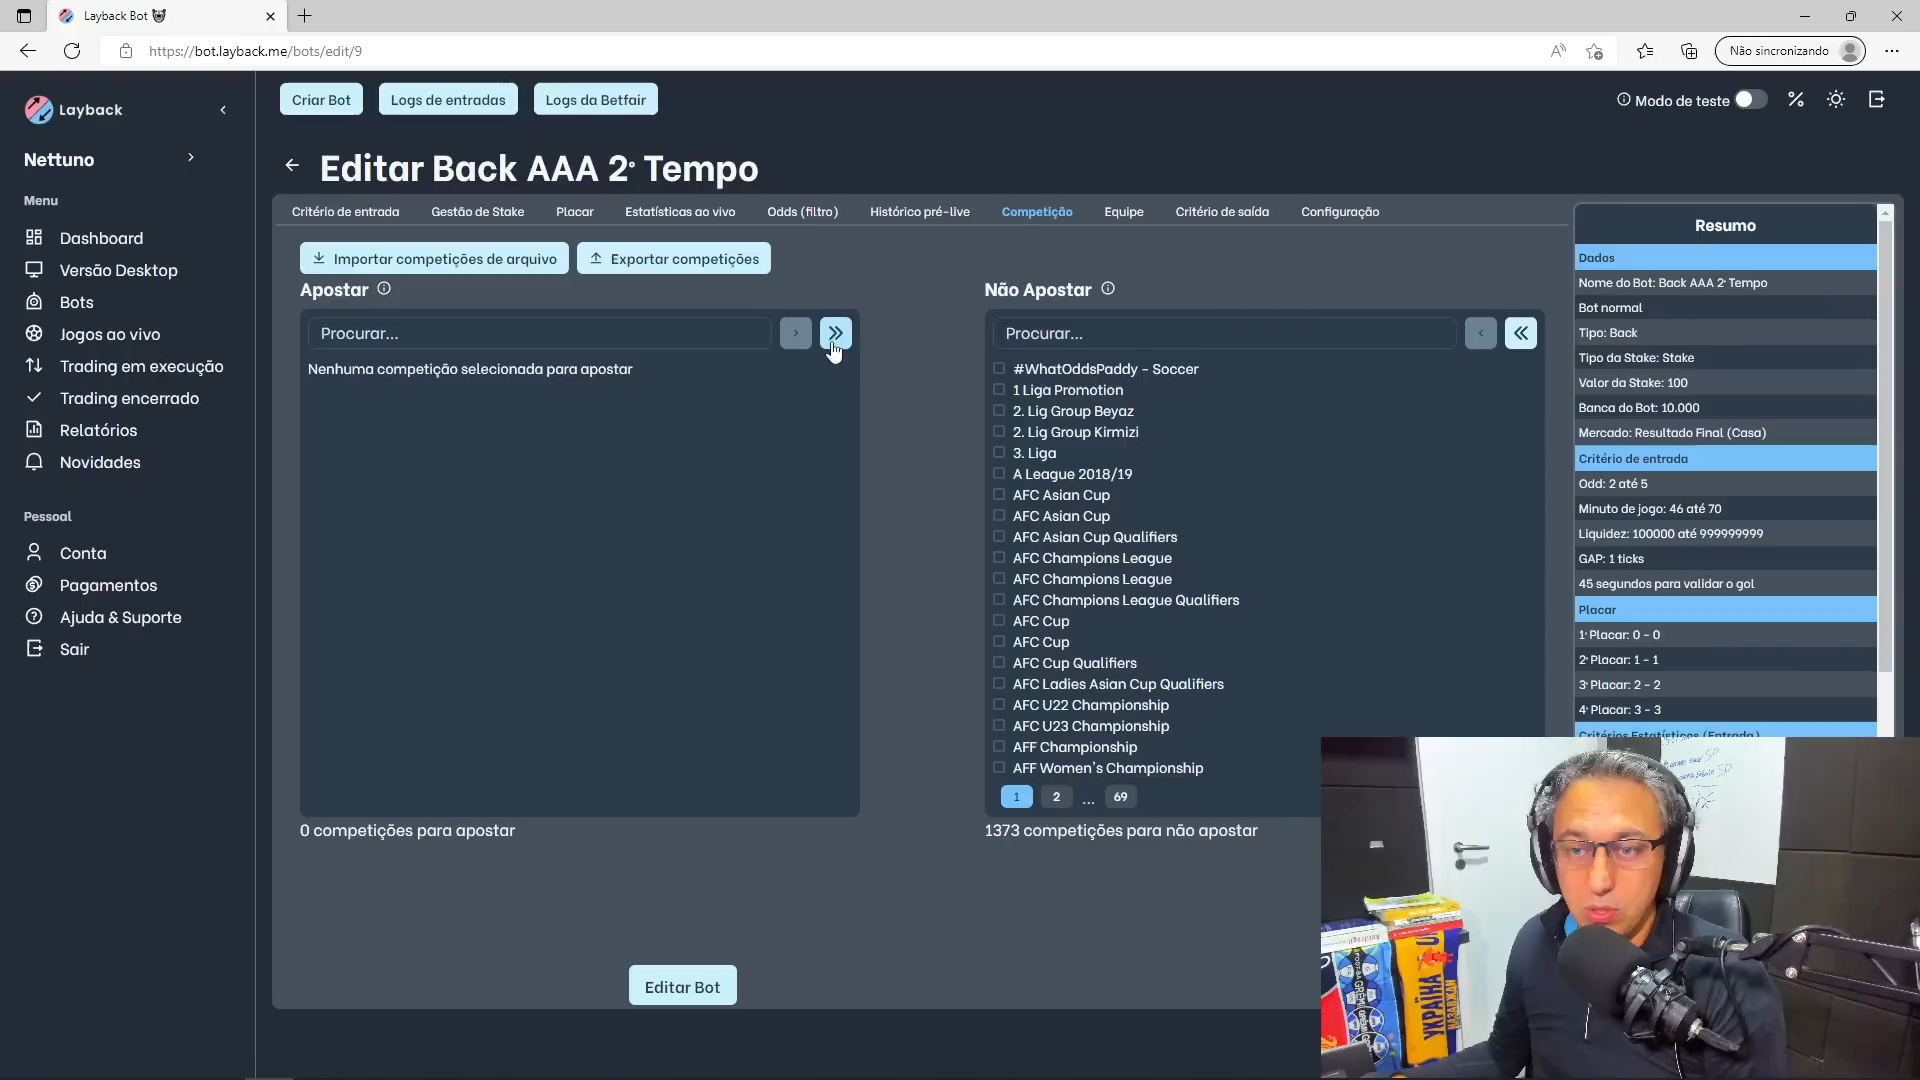 Layback Bot
https://bot.layback.me/bots/edit/9
Não sincronizando
Layback
Criar Bot
Logs de entradas
Logs da Betfair
Modo de teste
Nettuno
Editar Back AAA 2º Tempo
Menu
Dashboard
Versão Desktop
Bots
Jogos ao vivo
Trading em execução
Trading encerrado
Relatórios
Novidades
Pessoal
Conta
Pagamentos
Ajuda & Suporte
Sair
Critério de entrada
Gestão de Stake
Placar
Estatísticas ao vivo
Odds (filtro)
Histórico pré-live
Competição
Equipe
Critério de saída
Configuração
Importar competições de arquivo
Exportar competições
Apostar
Procurar...
Nenhuma competição selecionada para apostar
0 competições para apostar
Não Apostar
Procurar...
#WhatOddsPaddy - Soccer
1 Liga Promotion
2. Lig Group Beyaz
2. Lig Group Kirmizi
3. Liga
A League 2018/19
AFC Asian Cup
AFC Asian Cup
AFC Asian Cup Qualifiers
AFC Champions League
AFC Champions League
AFC Champions League Qualifiers
AFC Cup
AFC Cup
AFC Cup Qualifiers
AFC Ladies Asian Cup Qualifiers
AFC U22 Championship
AFC U23 Championship
AFF Championship
AFF Women's Championship
1 2 ... 69
1373 competições para não apostar
Editar Bot
Resumo
Dados
Nome do Bot: Back AAA 2º Tempo
Bot normal
Tipo: Back
Tipo da Stake: Stake
Valor da Stake: 100
Banca do Bot: 10.000
Mercado: Resultado Final (Casa)
Critério de entrada
Odd: 2 até 5
Minuto de jogo: 46 até 70
Liquidez: 100000 até 999999999
GAP: 1 ticks
45 segundos para validar o gol
Placar
1º Placar: 0 - 0
2º Placar: 1 - 1
3º Placar: 2 - 2
4º Placar: 3 - 3
Critérios Estatísticos (Entrada)
УКРАЇНА
НАЗАВЖДИ